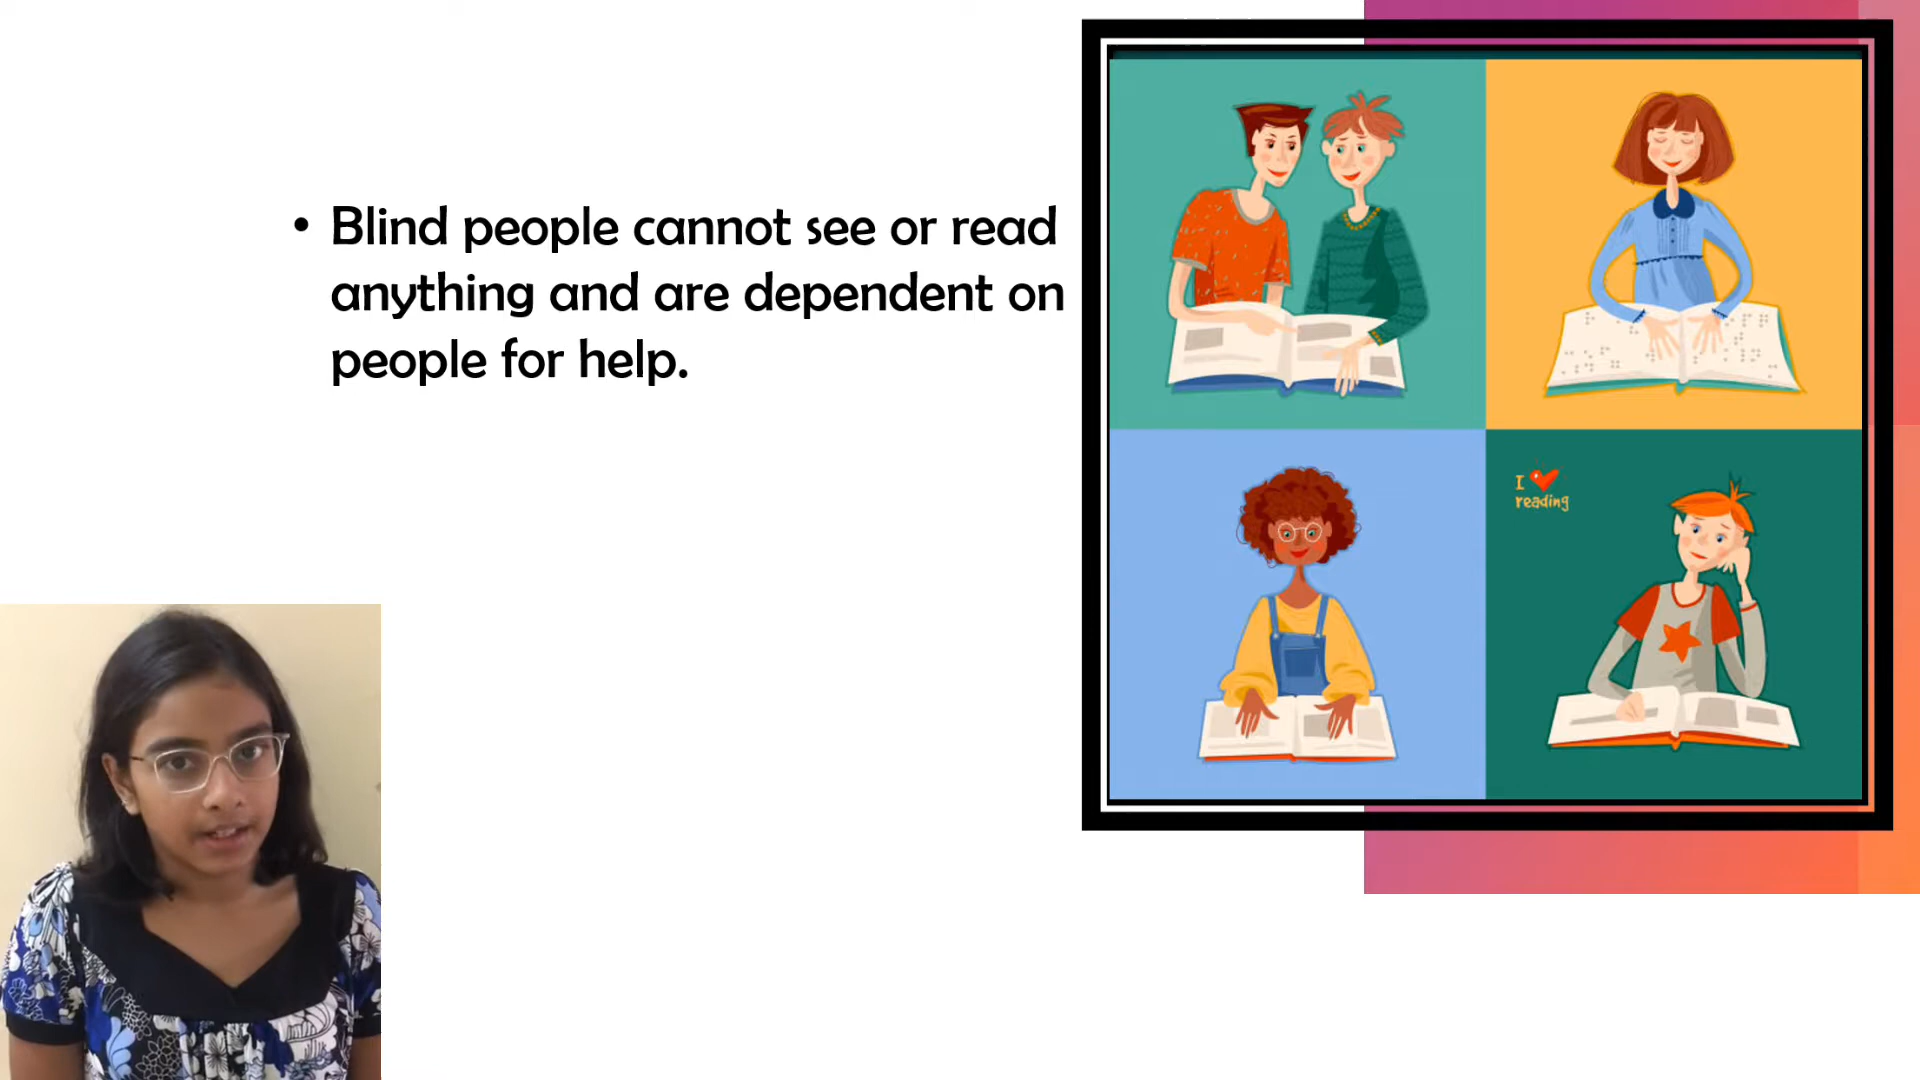 • Blind people cannot see or read
anything and are dependent on
people for help.
I ❤
reading